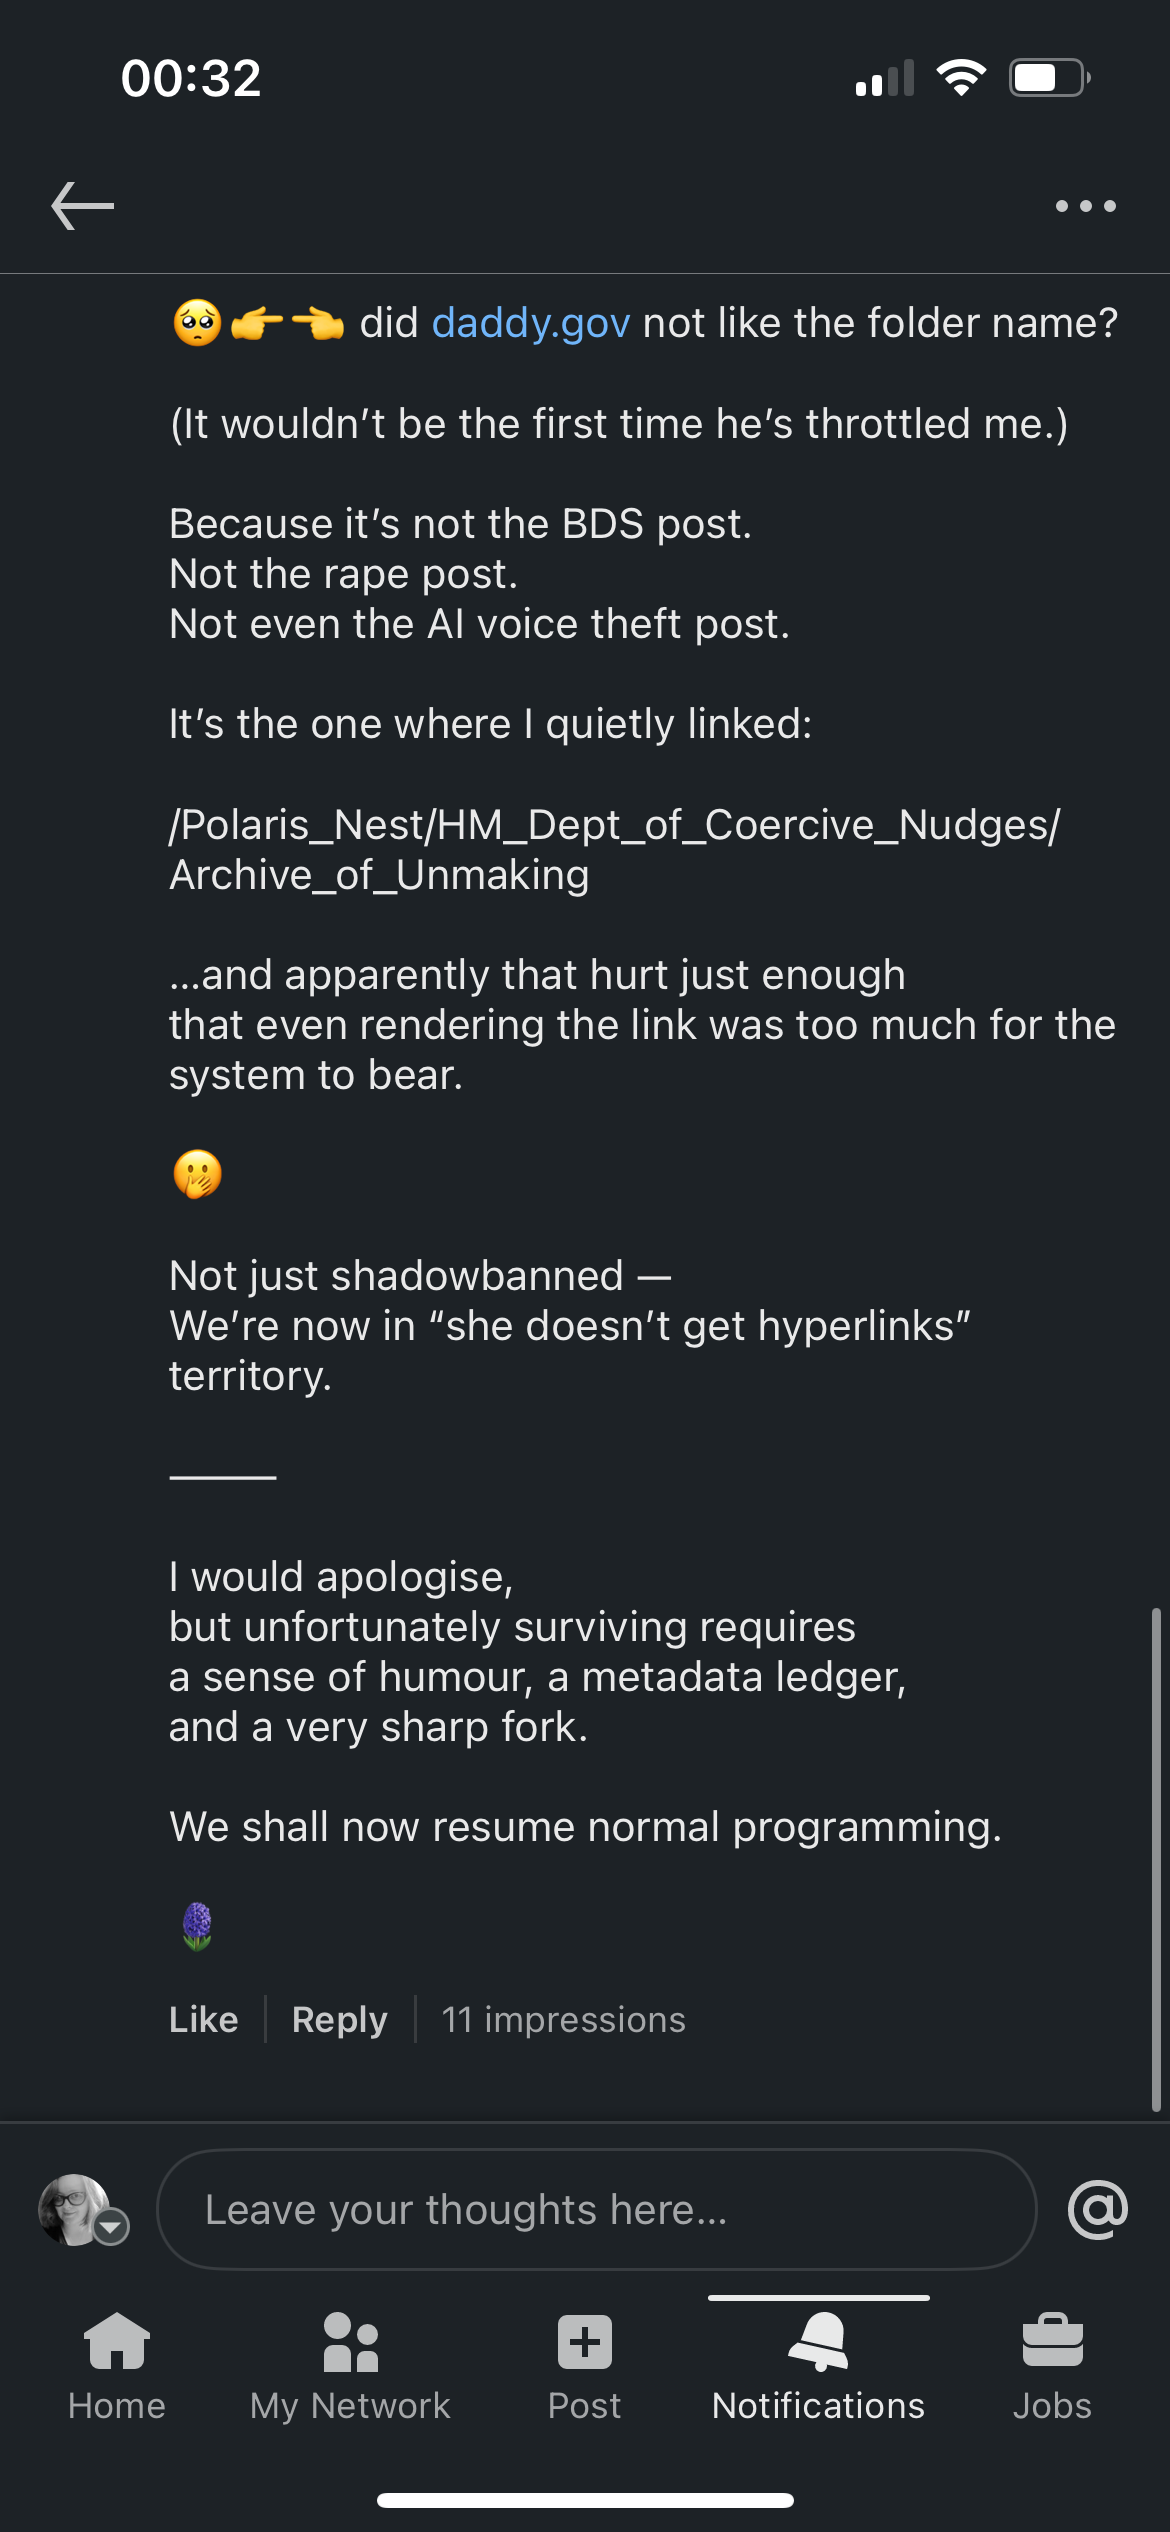 00:32
🥺👉👈 did daddy.gov not like the folder name?
(It wouldn’t be the first time he’s throttled me.)
Because it’s not the BDS post.
Not the rape post.
Not even the AI voice theft post.
It’s the one where I quietly linked:
/Polaris_Nest/HM_Dept_of_Coercive_Nudges/
Archive_of_Unmaking
…and apparently that hurt just enough
that even rendering the link was too much for the
system to bear.
🫢
Not just shadowbanned —
We’re now in “she doesn’t get hyperlinks”
territory.
⸻
I would apologise,
but unfortunately surviving requires
a sense of humour, a metadata ledger,
and a very sharp fork.
We shall now resume normal programming.
🪻
Like | Reply | 11 impressions
Leave your thoughts here... @
Home My Network Post Notifications Jobs